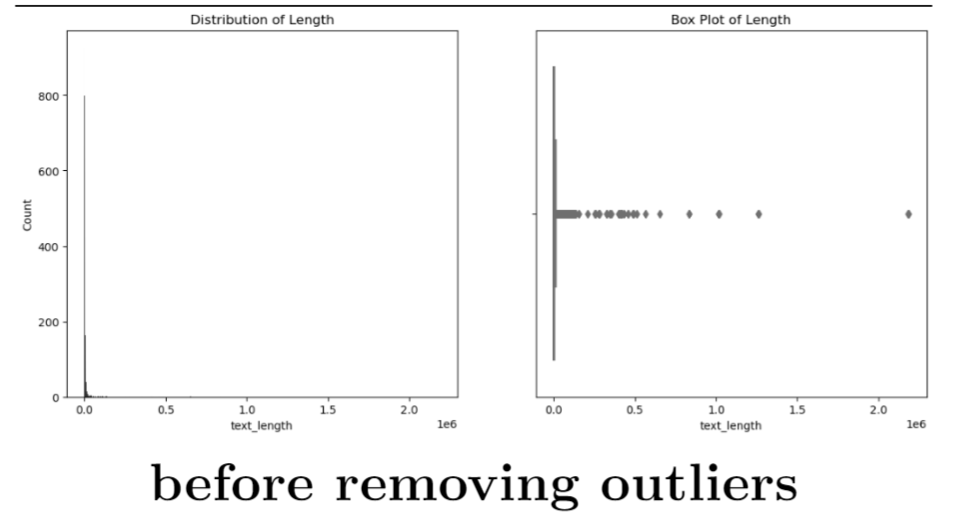 Distribution of Length
Box Plot of Length
Count
800
600
400
200
0
0.0 0.5 1.0 1.5 2.0
1e6
text_length
0.0 0.5 1.0 1.5 2.0
1e6
text_length
before removing outliers